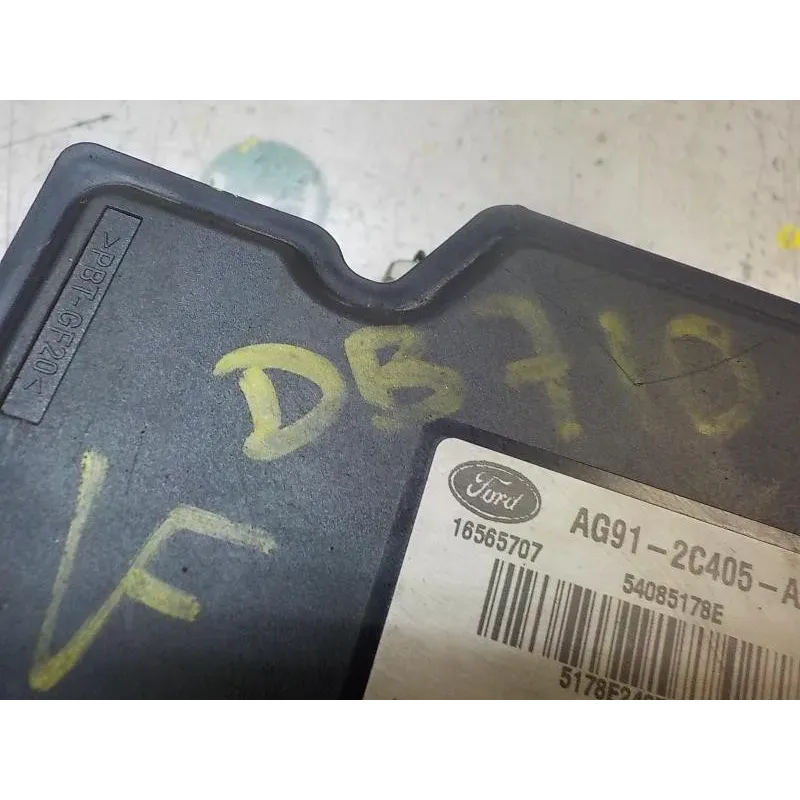 >PBT-GF20<
DB710
VF
Ford
AG91-2C405-A
16565707
54085178E